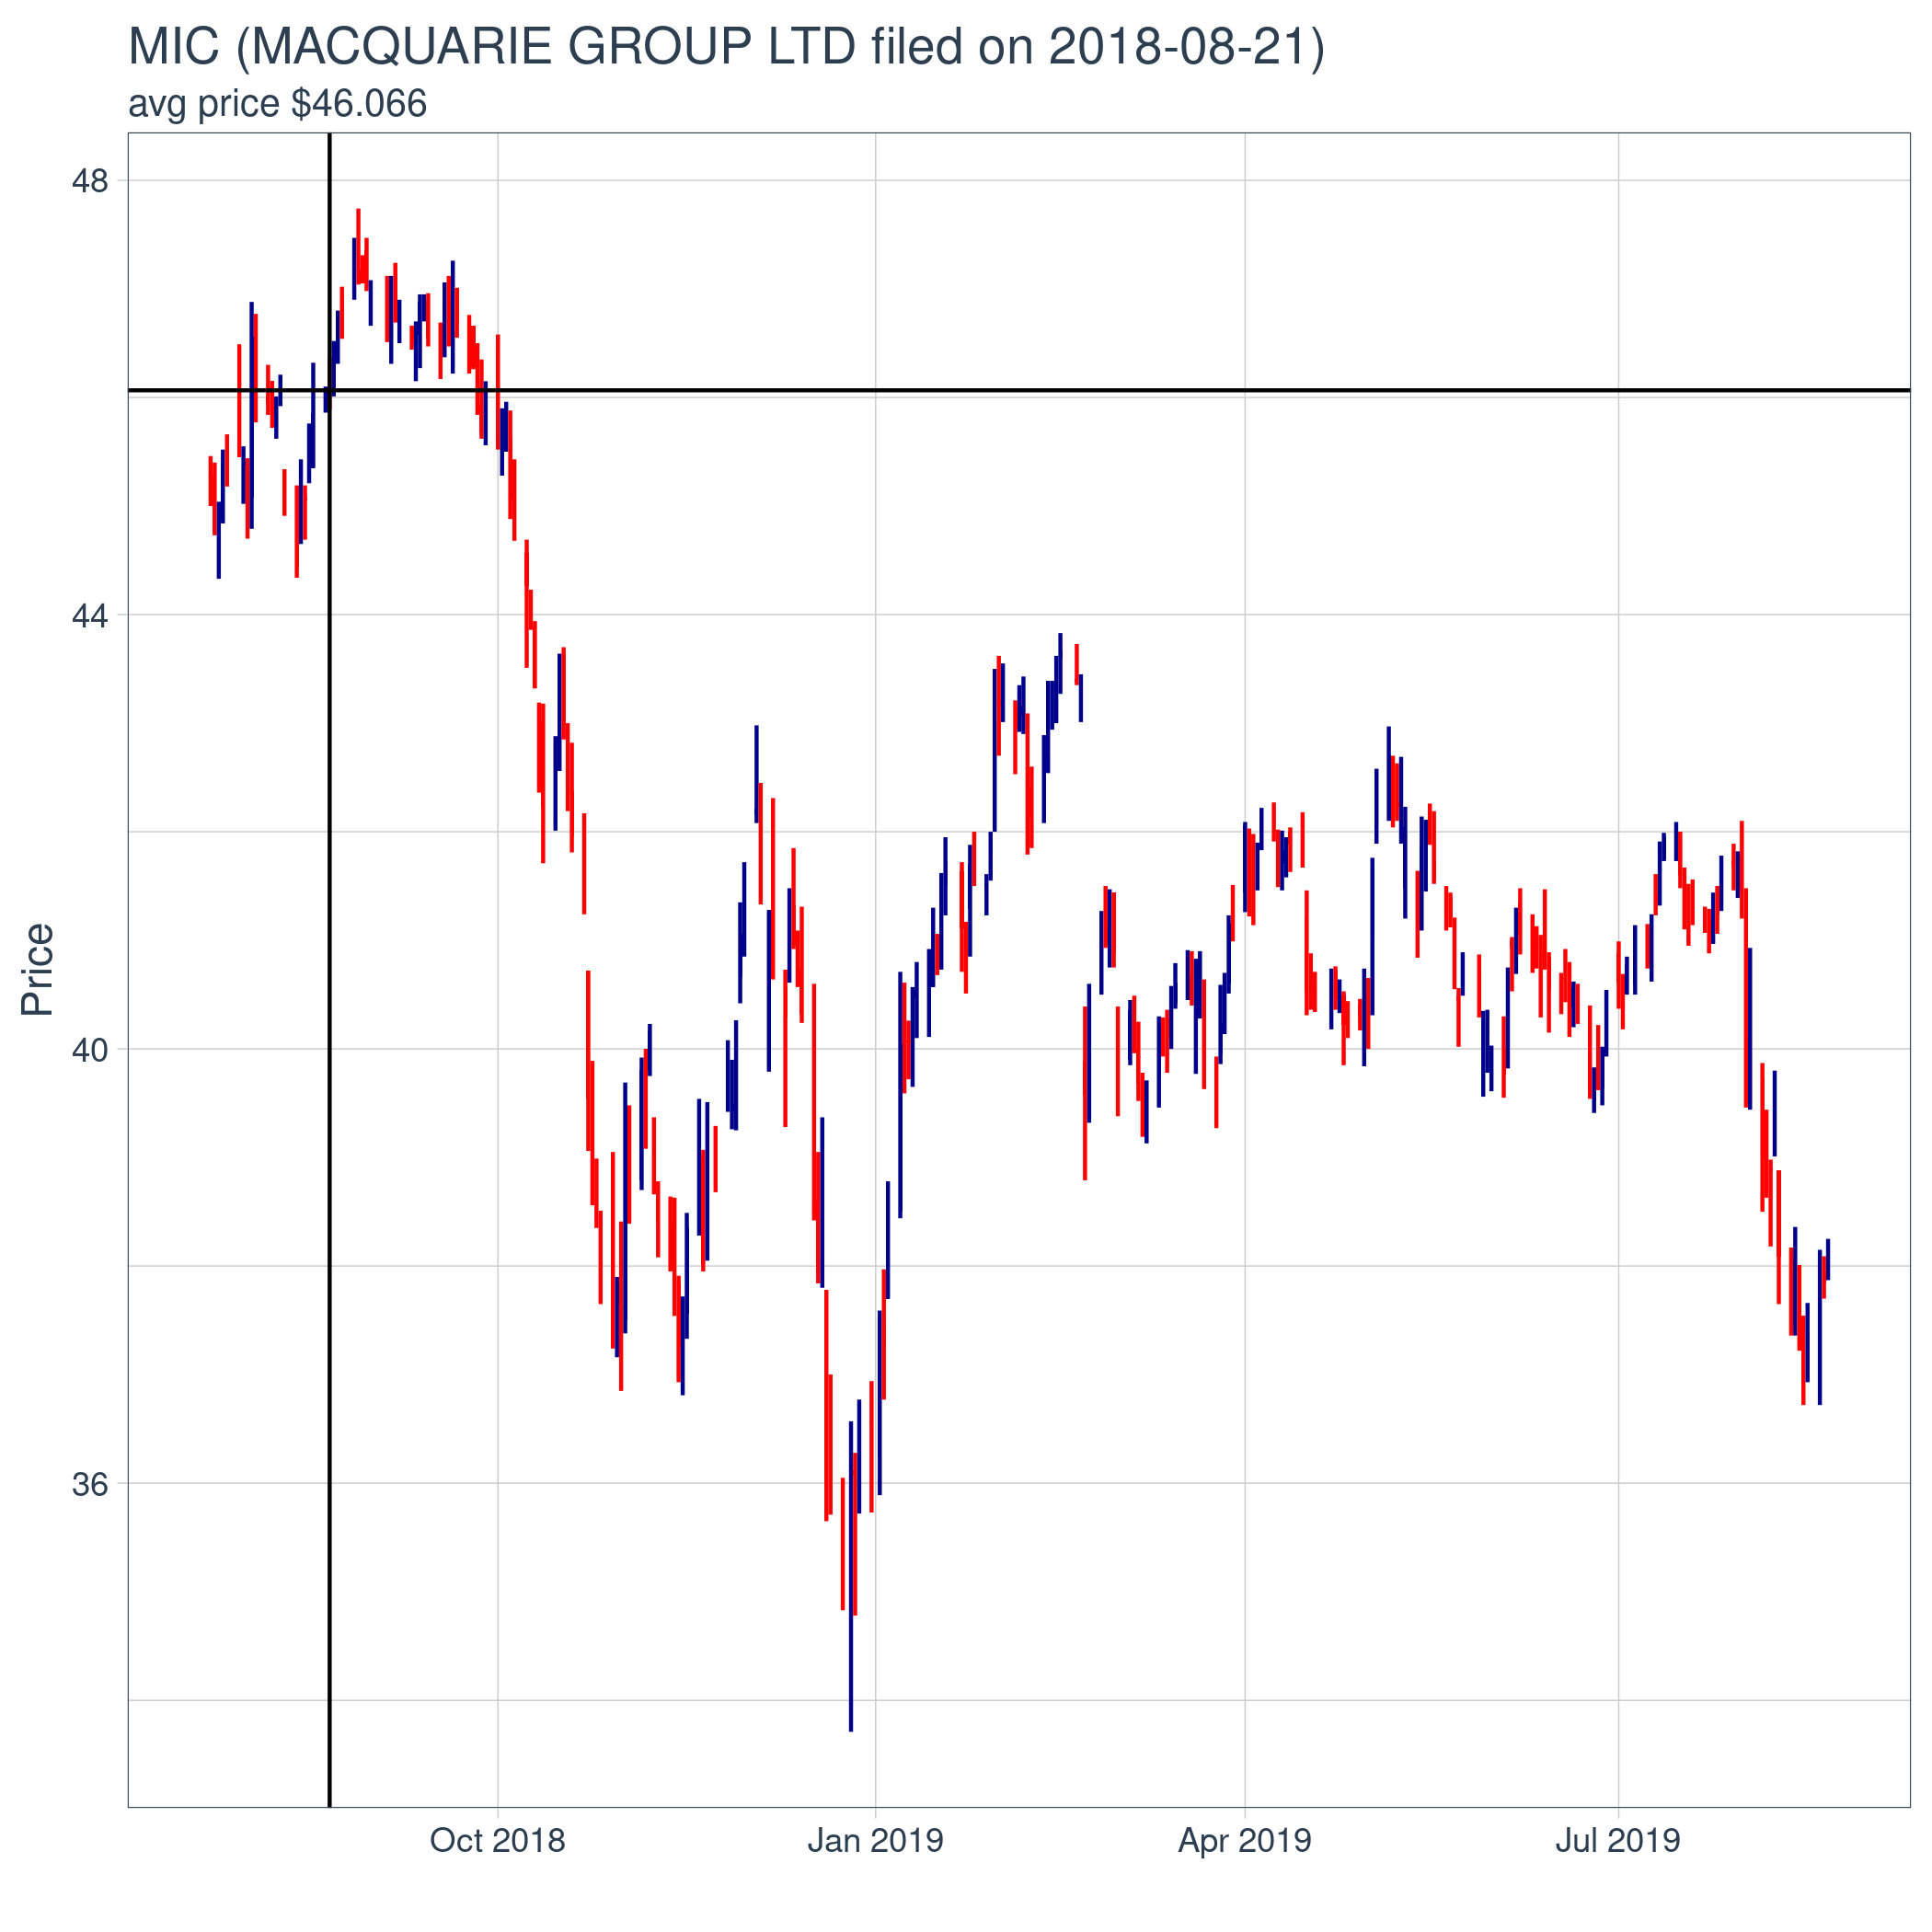 MIC (MACQUARIE GROUP LTD filed on 2018-08-21)
avg price $46.066
48
44
40
36
Price
Oct 2018
Jan 2019
Apr 2019
Jul 2019